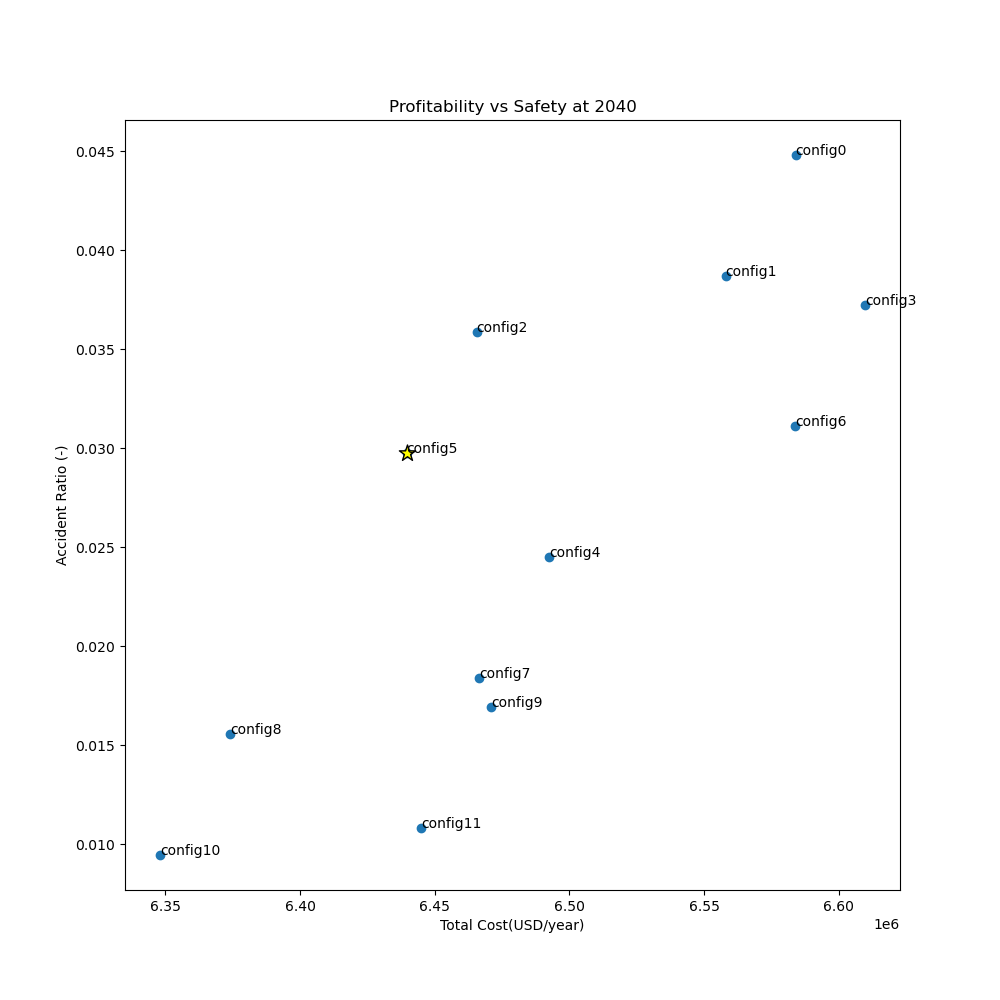 Profitability vs Safety at 2040
0.045
config0
0.040
config1
config3
0.035
config2
config6
0.030
config5
Accident Ratio (-)
0.025
config4
0.020
config7
config9
0.015
config8
config11
0.010
config10
6.35 6.40 6.45 6.50 6.55 6.60
Total Cost(USD/year)
1e6